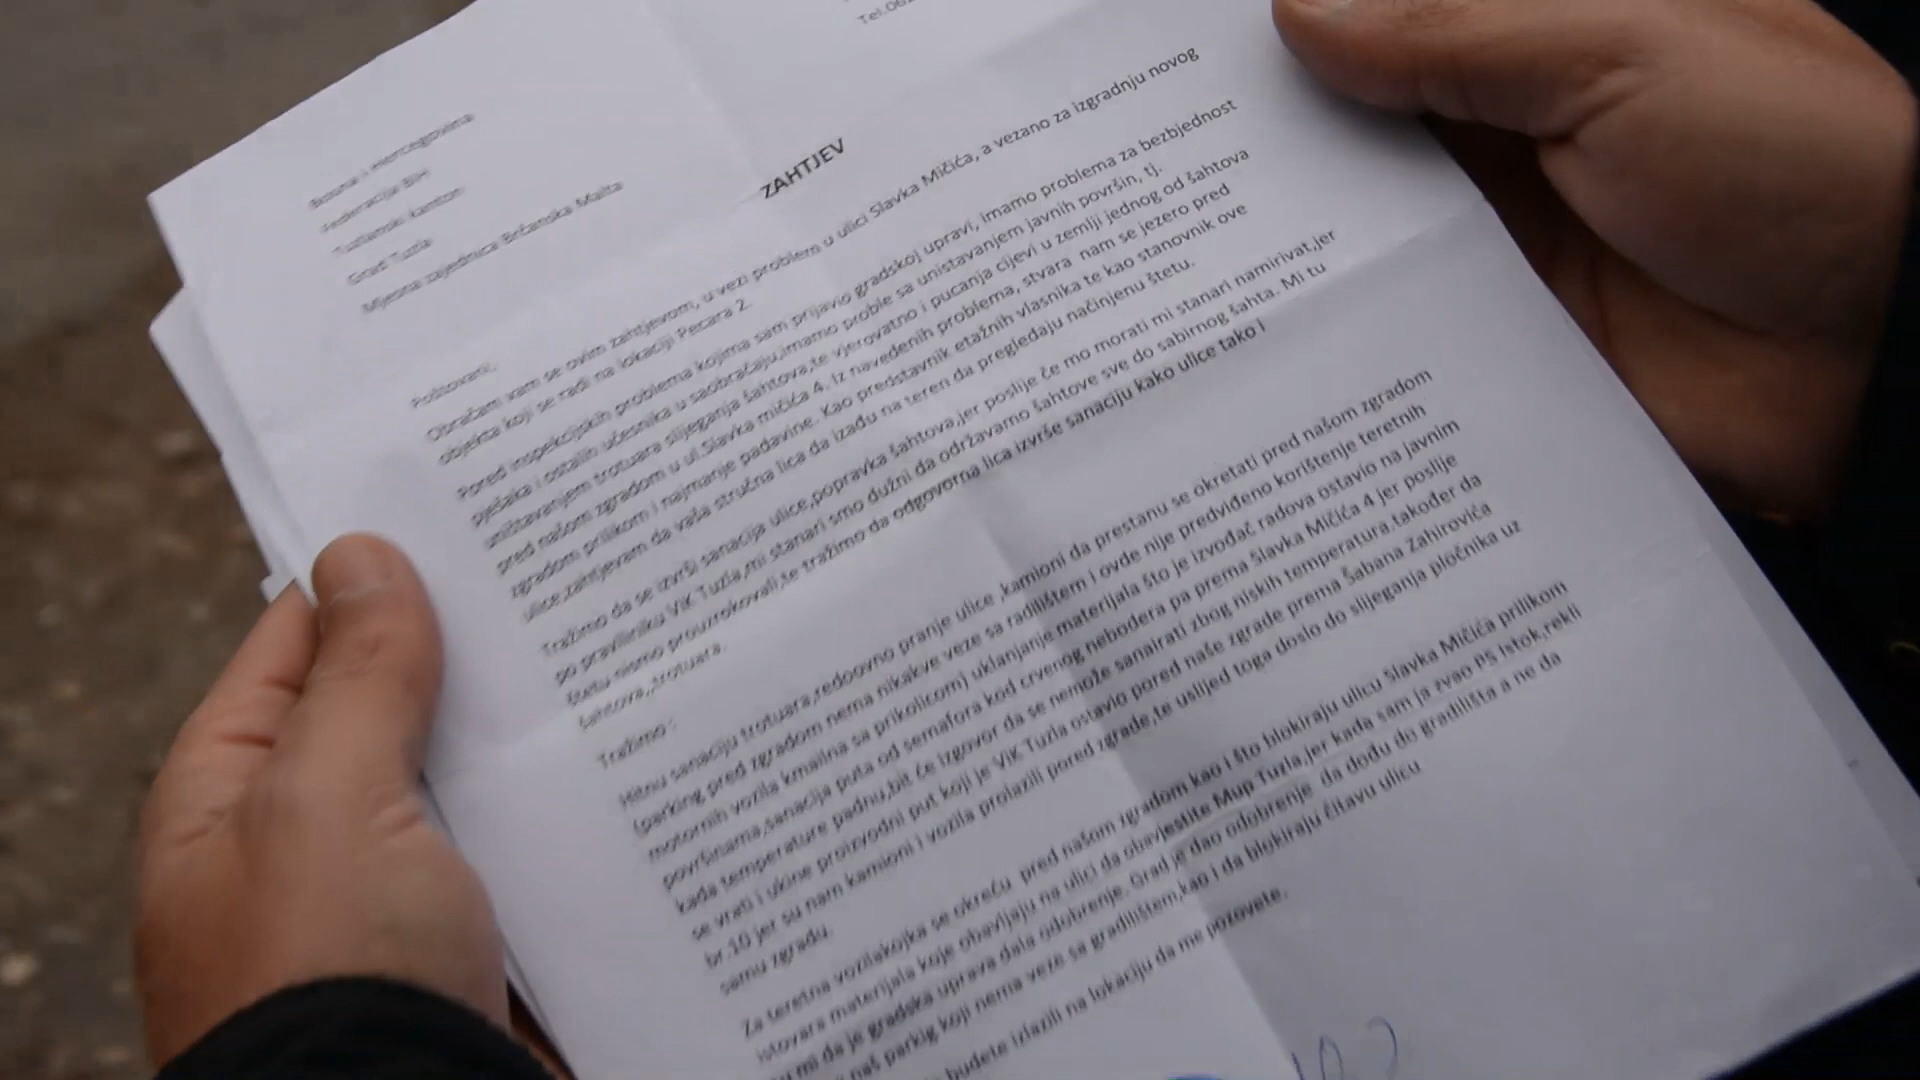 Tel:06
Bosna i Hercegovina
Federacija BiH
Tuzlanski kanton
Grad Tuzla
Mjesna zajednica Brčanska Malta
ZAHTJEV
Poštovani,
Obraćam vam se ovim zahtjevom, u vezi problem u ulici Slavka Mičića, a vezano za izgradnju novog
objekta koji se radi na lokaciji Pecara 2
Pored inspekcijskih problema kojima sam prijavio gradskoj upravi, imamo problema za bezbjednost
pješaka i ostalih učesnika u saobraćaju,imamo proble sa unistavanjem javnih površin, tj.
uništavanjem trotuara slijeganja šahtova,te vjerovatno i pucanja cijevi u zemlji jednog od šahtova
pred našom zgradom u ul.Slavka mičića 4. Iz navedenih problema, stvara nam se jezero pred
zgradom prilikom i najmanje padavine. Kao predstavnik etažnih vlasnika te kao stanovnik ove
ulice,zahtjevam da vaša stručna lica da izađu na teren da pregledaju načinjenu štetu.
Tražimo da se izvrši sanacija ulice,popravka šahtova,jer poslije će mo morati mi stanari namirivat,jer
po pravilniku ViK Tuzla,mi stanari smo dužni da održavamo šahtove sve do sabirnog šahta. Mi tu
štetu nismo prouzrokovali,te tražimo da odgovorna lica izvrše sanaciju kako ulice tako i
šahtova,,trotuara.
Tražimo :
Hitnu sanaciju trotuara,redoovno pranje ulice ,kamioni da prestanu se okretati pred našom zgradom
(parking pred zgradom nema nikakve veze sa radilištem i ovde nije predviđeno korištenje teretnih
motornih vozila kmaiina sa prikolicom) uklanjanje materijala što je izvođač radova ostavio na javnim
površinama,sanacija puta od semafora kod crvenog nebodera pa prema Slavka Mičića 4 jer poslije
kada temperature padnu,bit će izgovor da se nemože sanairati zbog niskih temperatura,također da
se vrati i ukine proizvodni put koji je ViK Tuzla ostavio pored naše zgrade prema Šabana Zahirovića
br.10 jer su nam kamioni i vozila prolazili pored zgrade,te uslijed toga doslo do slijeganja pločnika uz
samu zgradu.
Za teretna vozilakojka se okreću pred našom zgradom kao i što blokiraju ulicu Slavka Mičića prilikom
istovara materijala koje obavljaju na ulici da obavjestite Mup Tuzla,jer kada sam ja zvao PS Istok,rekli
su mi da je gradska uprava dala odobrenje. Grad je dao odobrenje da dođu do gradilišta a ne da
naš parkig koji nema veze sa gradilištem,kao i da blokiraju čitavu ulicu
budete izlazili na lokaciju da me pozovete.